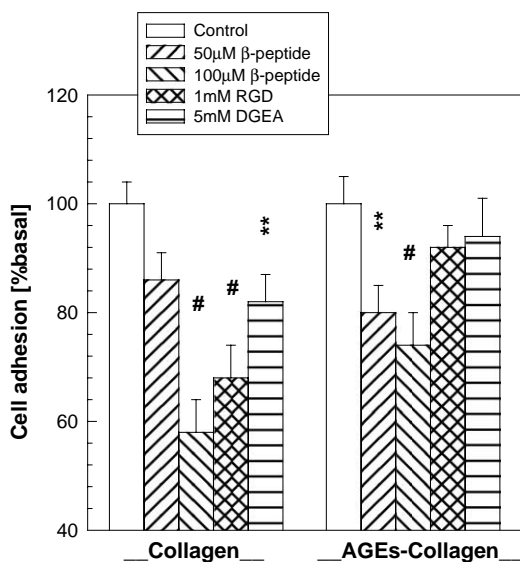 Control
50μM β-peptide
100μM β-peptide
1mM RGD
5mM DGEA
120
100
80
60
40
Cell adhesion [%basal]
**
**
#
#
#
__Collagen__
__AGEs-Collagen__